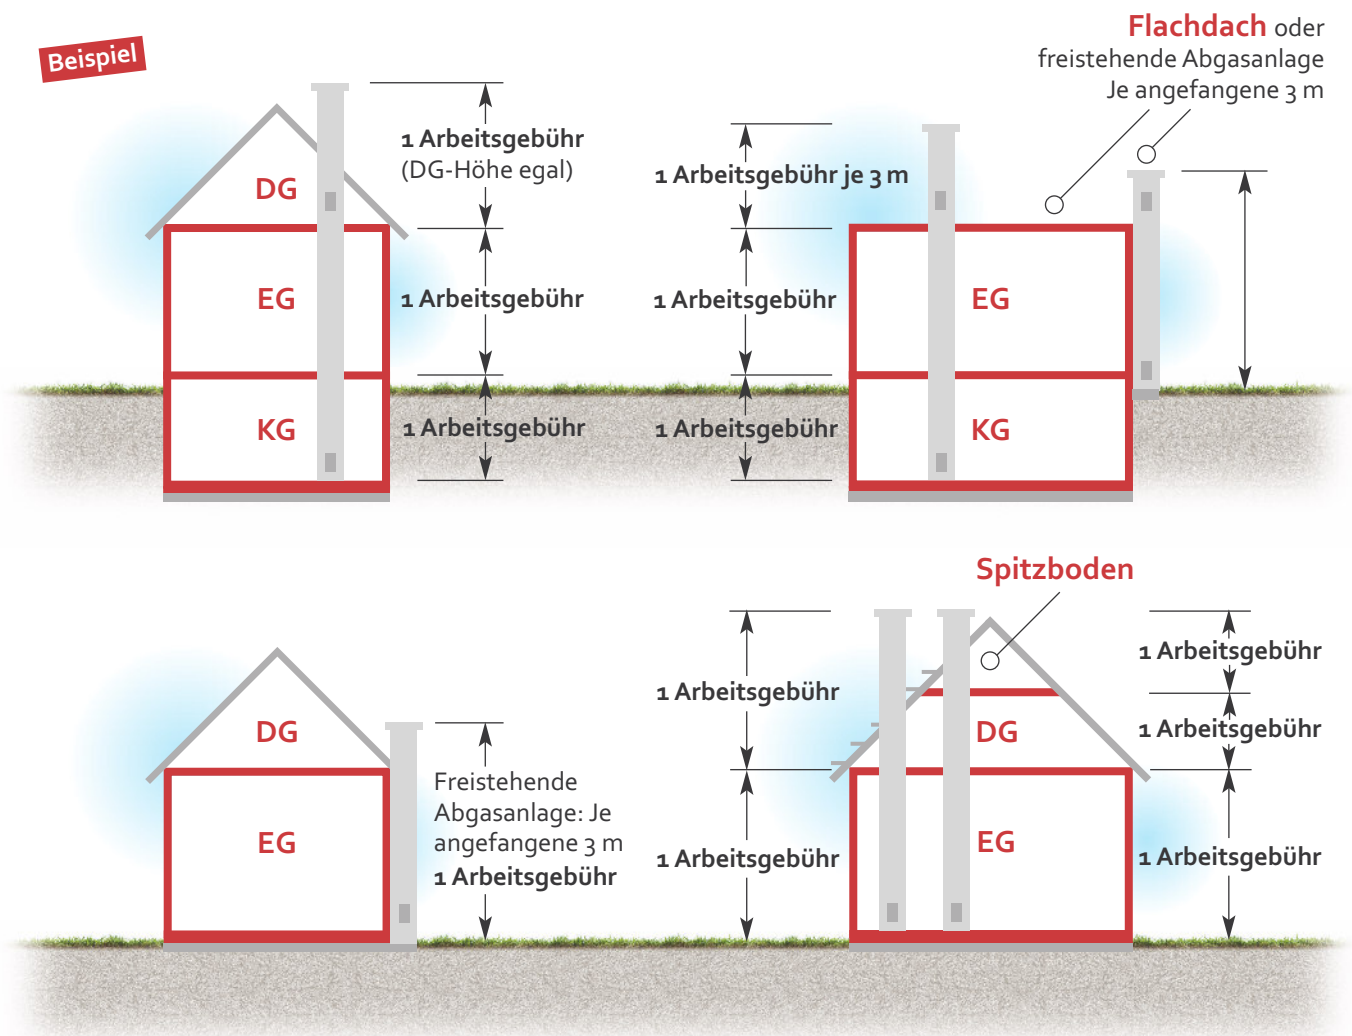 Beispiel
1 Arbeitsgebühr
(DG-Höhe egal)
DG
1 Arbeitsgebühr
EG
1 Arbeitsgebühr
KG
Flachdach oder
freistehende Abgasanlage
Je angefangene 3 m
1 Arbeitsgebühr je 3 m
1 Arbeitsgebühr
EG
1 Arbeitsgebühr
KG
DG
EG
Freistehende
Abgasanlage: Je
angefangene 3 m
1 Arbeitsgebühr
Spitzboden
1 Arbeitsgebühr
1 Arbeitsgebühr
DG
EG
1 Arbeitsgebühr
1 Arbeitsgebühr
1 Arbeitsgebühr